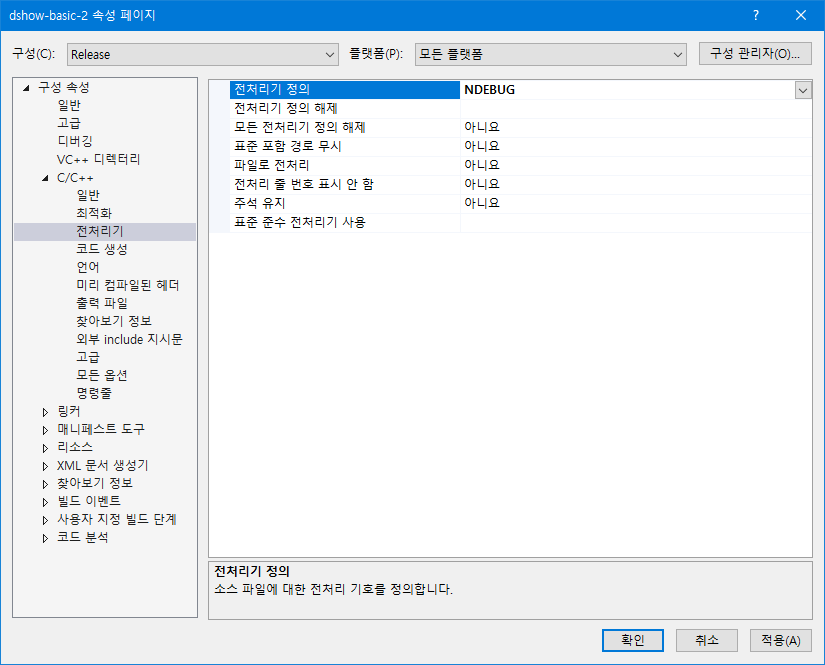 dshow-basic-2 속성 페이지
구성(C): Release 플랫폼(P): 모든 플랫폼 구성 관리자(O)...
구성 속성
일반
고급
디버깅
VC++ 디렉터리
C/C++
일반
최적화
전처리기
코드 생성
언어
미리 컴파일된 헤더
출력 파일
찾아보기 정보
외부 include 지시문
고급
모든 옵션
명령줄
링커
매니페스트 도구
리소스
XML 문서 생성기
찾아보기 정보
빌드 이벤트
사용자 지정 빌드 단계
코드 분석
전처리기 정의 NDEBUG
전처리기 정의 해제
모든 전처리기 정의 해제 아니요
표준 포함 경로 무시 아니요
파일로 전처리 아니요
전처리 줄 번호 표시 안 함 아니요
주석 유지 아니요
표준 준수 전처리기 사용
전처리기 정의
소스 파일에 대한 전처리 기호를 정의합니다.
확인 취소 적용(A)